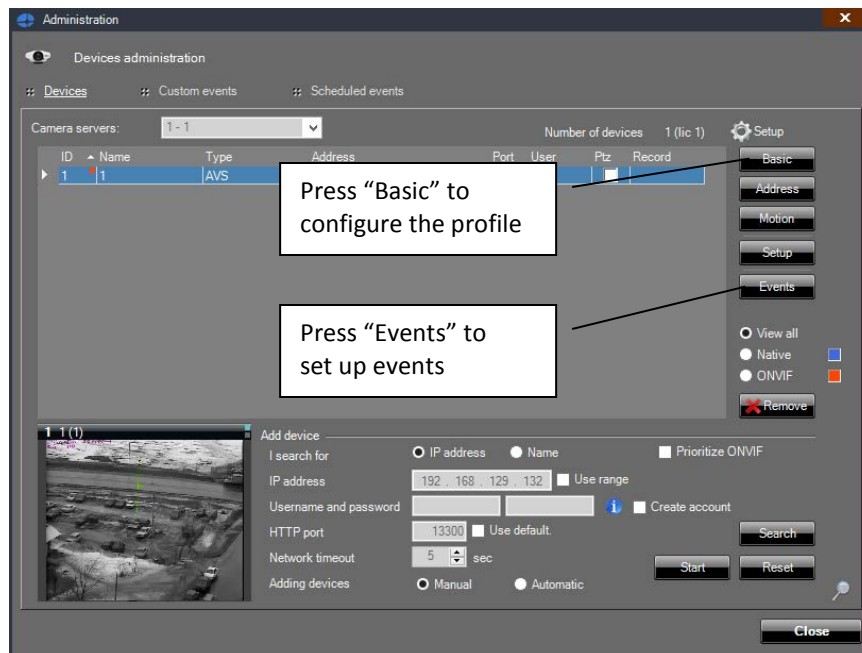 Administration
Devices administration
Devices
Custom events
Scheduled events
Camera servers: 1 - 1
Number of devices 1 (lic 1)
Setup
ID Name Type Address Port User Ptz Record
1 1 AVS
Basic
Address
Motion
Setup
Events
Press “Basic” to
configure the profile
Press “Events” to
set up events
View all
Native
ONVIF
Remove
1 1 (1)
Add device
I search for IP address Name Prioritize ONVIF
IP address 192 . 168 . 129 . 132 Use range
Username and password Create account
HTTP port 13300 Use default. Search
Network timeout 5 sec Start Reset
Adding devices Manual Automatic
Close